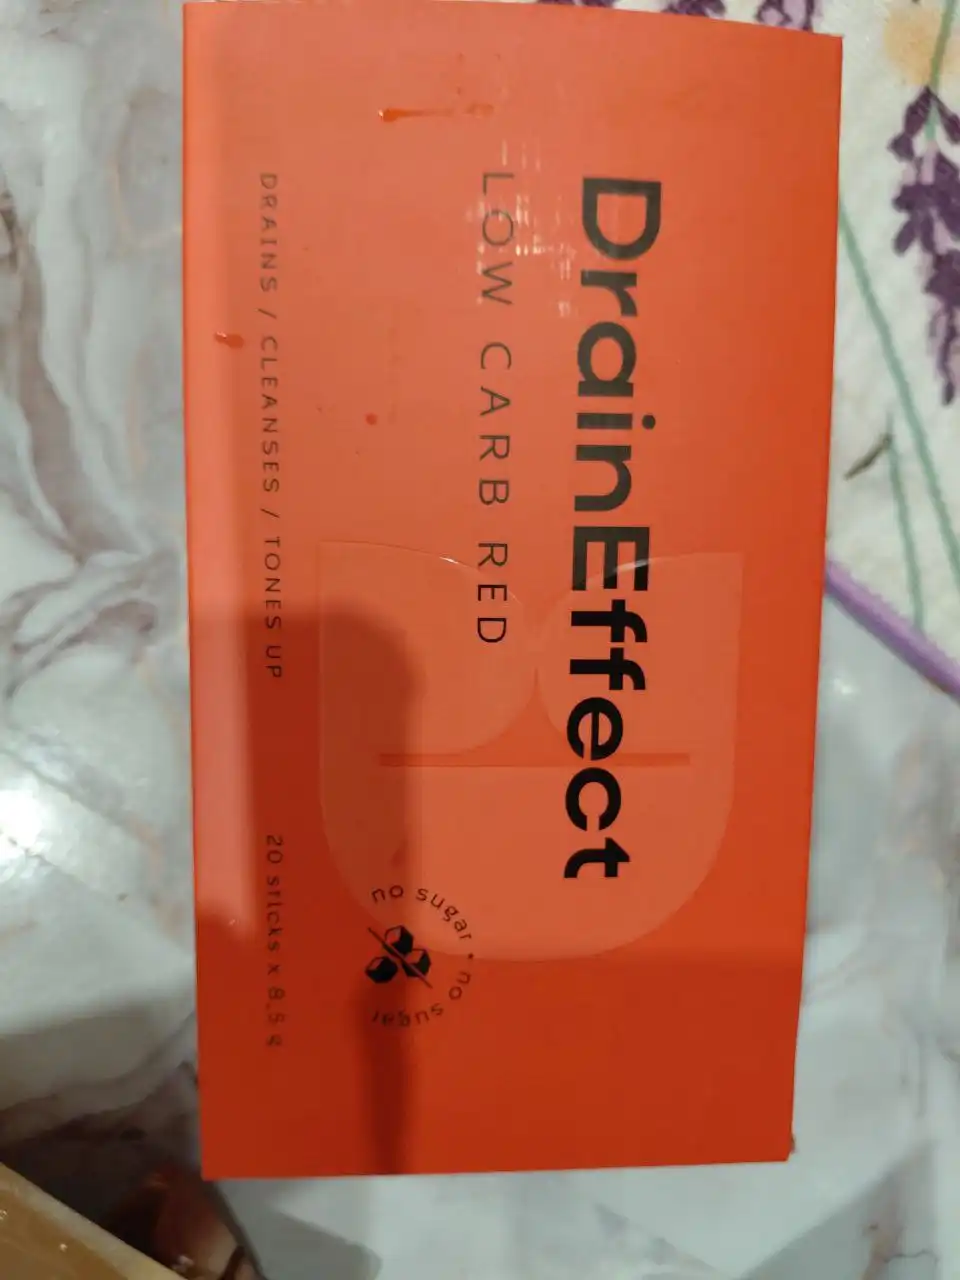 DrainEffect
LOW CARB RED
no sugar • no sugar
DRAINS / CLEANSES / TONES UP
20 sticks x 8,5 g